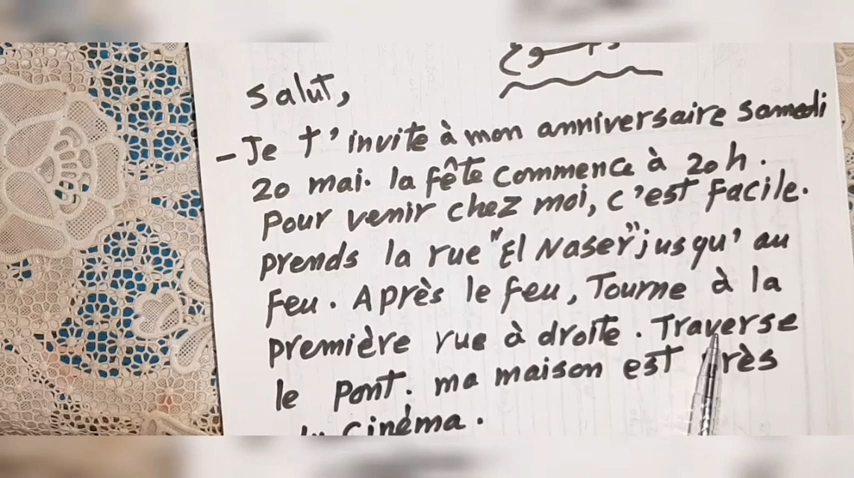 Salut,
- Je t'invite à mon anniversaire samedi
20 mai. la fête commence à 20h.
Pour venir chez moi, c'est facile.
prends la rue "El Naser" jusqu'au
feu. Après le feu, Tourne à la
première rue à droite. Traverse
le Pont. ma maison est près
du cinéma.